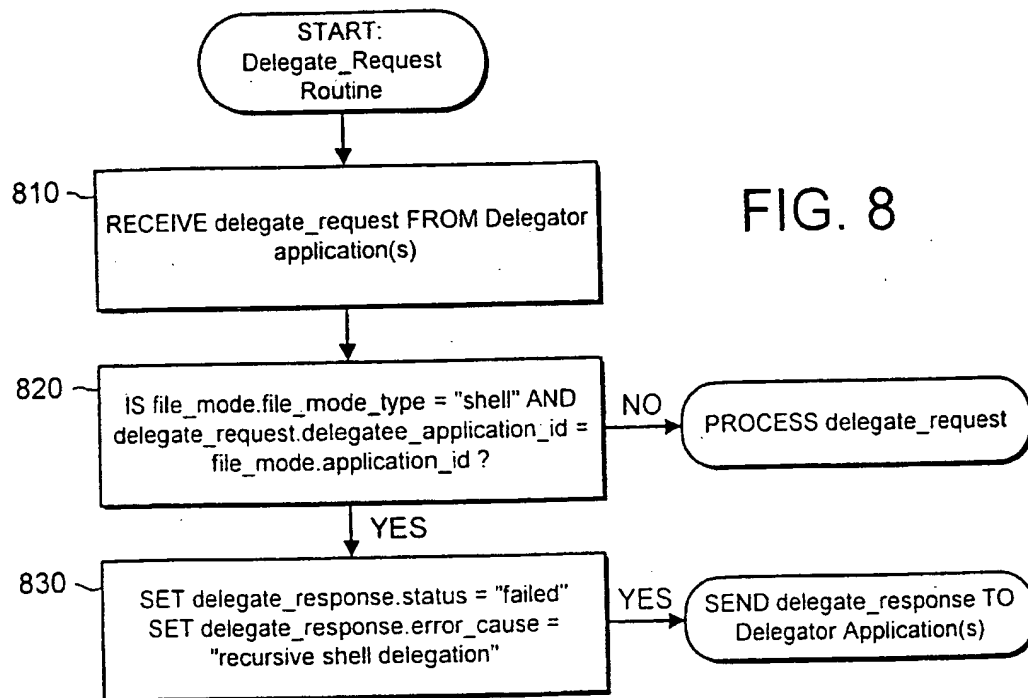 START:
Delegate_Request
Routine
810
RECEIVE delegate_request FROM Delegator
application(s)
FIG. 8
820
IS file_mode.file_mode_type = "shell" AND
delegate_request.delegatee_application_id =
file_mode.application_id ?
NO
PROCESS delegate_request
YES
830
SET delegate_response.status = "failed"
SET delegate_response.error_cause =
"recursive shell delegation"
YES
SEND delegate_response TO
Delegator Application(s)